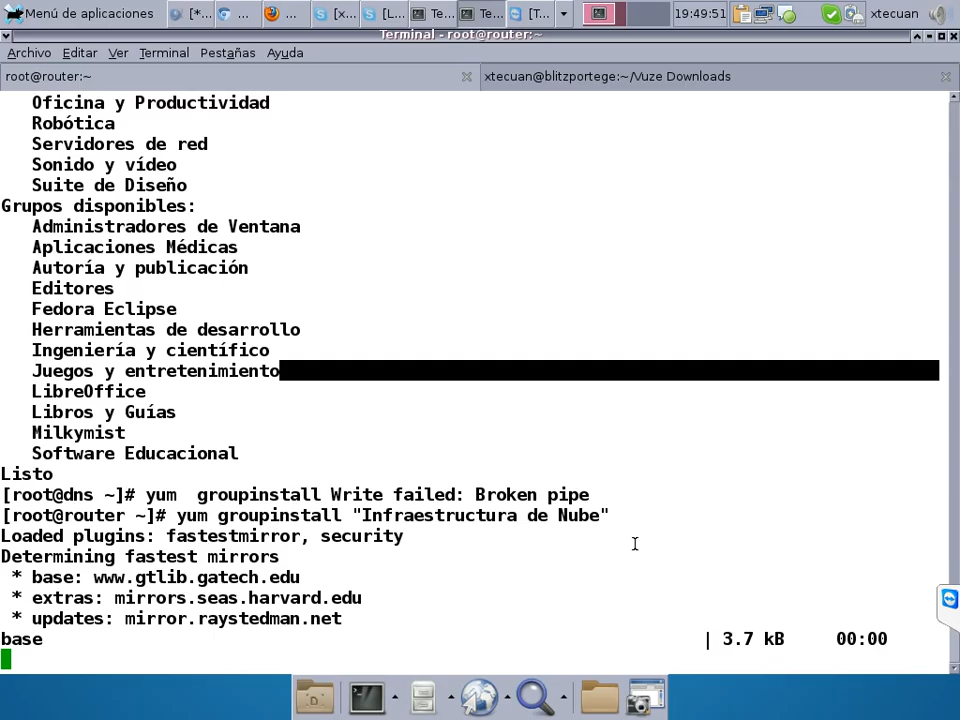 Menú de aplicaciones
[*...
...
...
[x...
[L...
Te...
Te...
[T...
19:49:51
xtecuan
Terminal - root@router:~
Archivo Editar Ver Terminal Pestañas Ayuda
root@router:~
xtecuan@blitzportege:~/Vuze Downloads
Oficina y Productividad
Robótica
Servidores de red
Sonido y vídeo
Suite de Diseño
Grupos disponibles:
Administradores de Ventana
Aplicaciones Médicas
Autoría y publicación
Editores
Fedora Eclipse
Herramientas de desarrollo
Ingeniería y científico
Juegos y entretenimiento
LibreOffice
Libros y Guías
Milkymist
Software Educacional
Listo
[root@dns ~]# yum  groupinstall Write failed: Broken pipe
[root@router ~]# yum groupinstall "Infraestructura de Nube"
Loaded plugins: fastestmirror, security
Determining fastest mirrors
* base: www.gtlib.gatech.edu
* extras: mirrors.seas.harvard.edu
* updates: mirror.raystedman.net
base | 3.7 kB 00:00